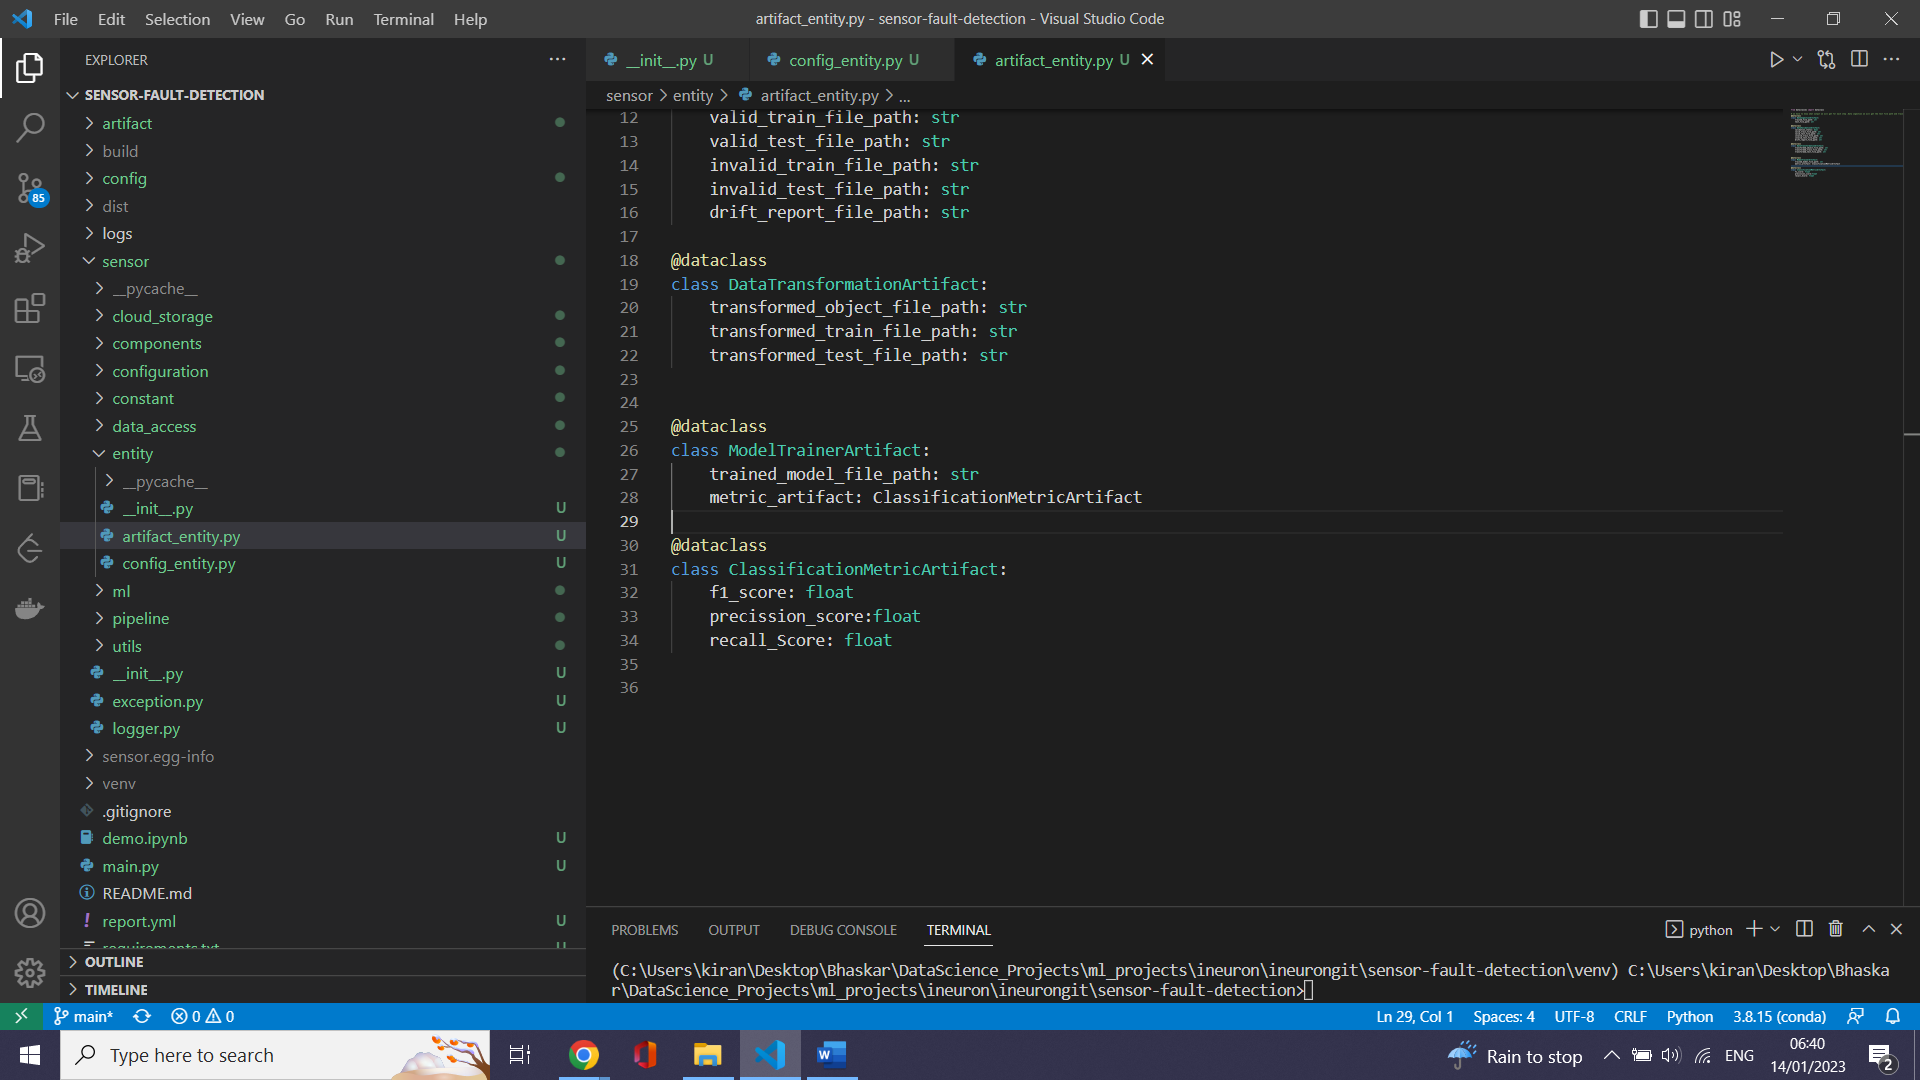 File Edit Selection View Go Run Terminal Help
artifact_entity.py - sensor-fault-detection - Visual Studio Code
EXPLORER
SENSOR-FAULT-DETECTION
artifact
build
config
dist
logs
sensor
__pycache__
cloud_storage
components
configuration
constant
data_access
entity
__pycache__
__init__.py U
artifact_entity.py U
config_entity.py U
ml
pipeline
utils
__init__.py U
exception.py U
logger.py U
sensor.egg-info
venv
.gitignore
demo.ipynb U
main.py U
README.md
report.yml U
requirements.txt U
OUTLINE
TIMELINE
85
__init__.py U config_entity.py U artifact_entity.py U
sensor > entity > artifact_entity.py > ...
12 valid_train_file_path: str
13 valid_test_file_path: str
14 invalid_train_file_path: str
15 invalid_test_file_path: str
16 drift_report_file_path: str
17
18 @dataclass
19 class DataTransformationArtifact:
20 transformed_object_file_path: str
21 transformed_train_file_path: str
22 transformed_test_file_path: str
23
24
25 @dataclass
26 class ModelTrainerArtifact:
27 trained_model_file_path: str
28 metric_artifact: ClassificationMetricArtifact
29
30 @dataclass
31 class ClassificationMetricArtifact:
32 f1_score: float
33 precission_score:float
34 recall_Score: float
35
36
PROBLEMS OUTPUT DEBUG CONSOLE TERMINAL
python
(C:\Users\kiran\Desktop\Bhaskar\DataScience_Projects\ml_projects\ineuron\ineurongit\sensor-fault-detection\venv) C:\Users\kiran\Desktop\Bhaska
r\DataScience_Projects\ml_projects\ineuron\ineurongit\sensor-fault-detection>
main* 0 0 Ln 29, Col 1 Spaces: 4 UTF-8 CRLF Python 3.8.15 (conda)
Type here to search
Rain to stop
ENG
06:40
14/01/2023
2